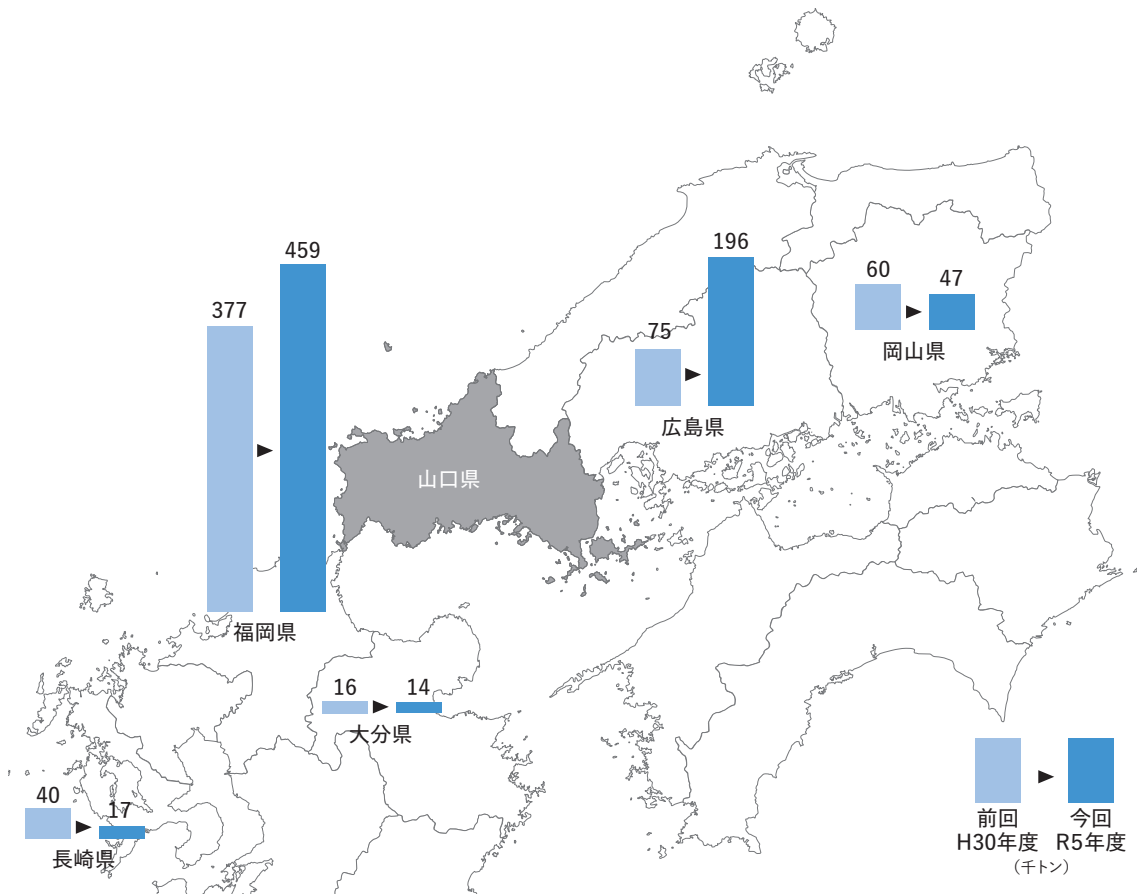 459
377
▶
福岡県
196
75
▶
広島県
60
47
▶
岡山県
山口県
16
▶
14
大分県
40
▶
17
長崎県
▶
前回
H30年度
今回
R5年度
（千トン）